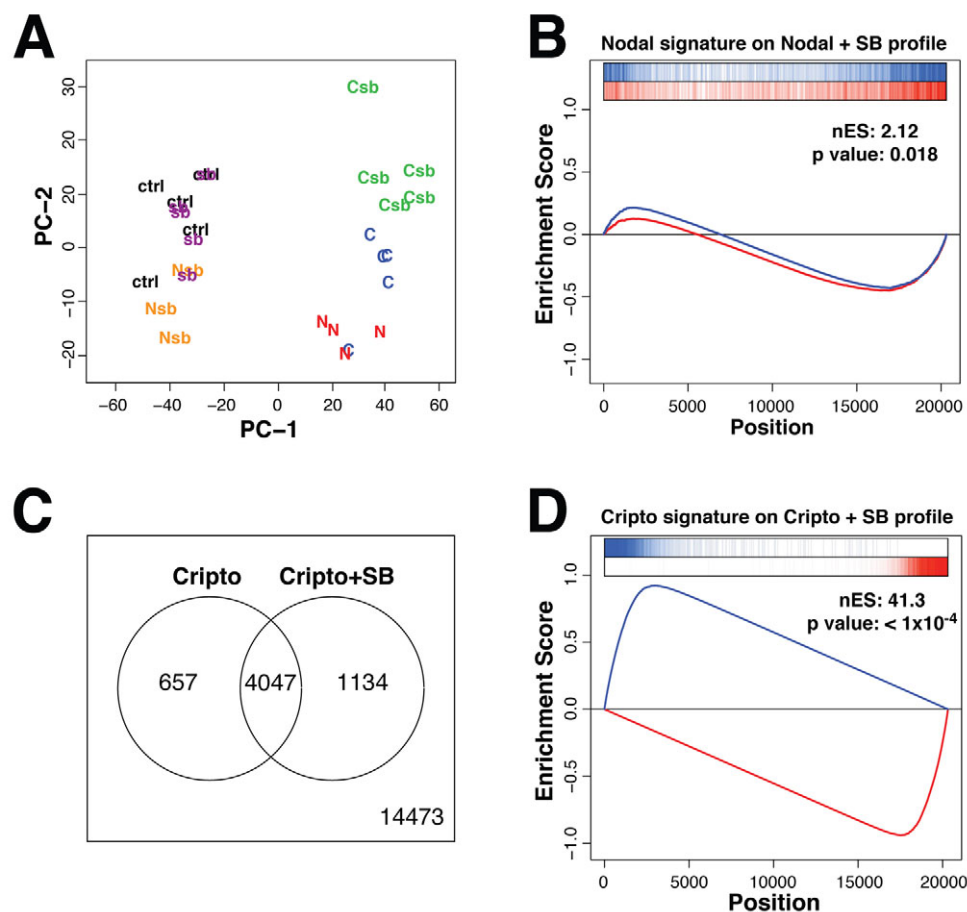 A
30
20
20
0
−10
−20
PC−2
Csb
Csb
Csb
Csb
Csb
ctrl
sb
ctrl
ctrl
sb
sb
ctrl
sb
C
C
C
C
Nsb
sb
ctrl
Nsb
Nsb
N
N
N
N
C
−60
−40
−20
0
20
40
60
PC−1
B
Nodal signature on Nodal + SB profile
nES: 2.12
p value: 0.018
1.0
0.5
0.0
−0.5
−1.0
Enrichment Score
0
5000
10000
15000
20000
Position
C
Cripto
Cripto+SB
657
4047
1134
14473
D
Cripto signature on Cripto + SB profile
nES: 41.3
p value: < 1x10⁻⁴
1.0
0.5
0.0
−0.5
−1.0
Enrichment Score
0
5000
10000
15000
20000
Position